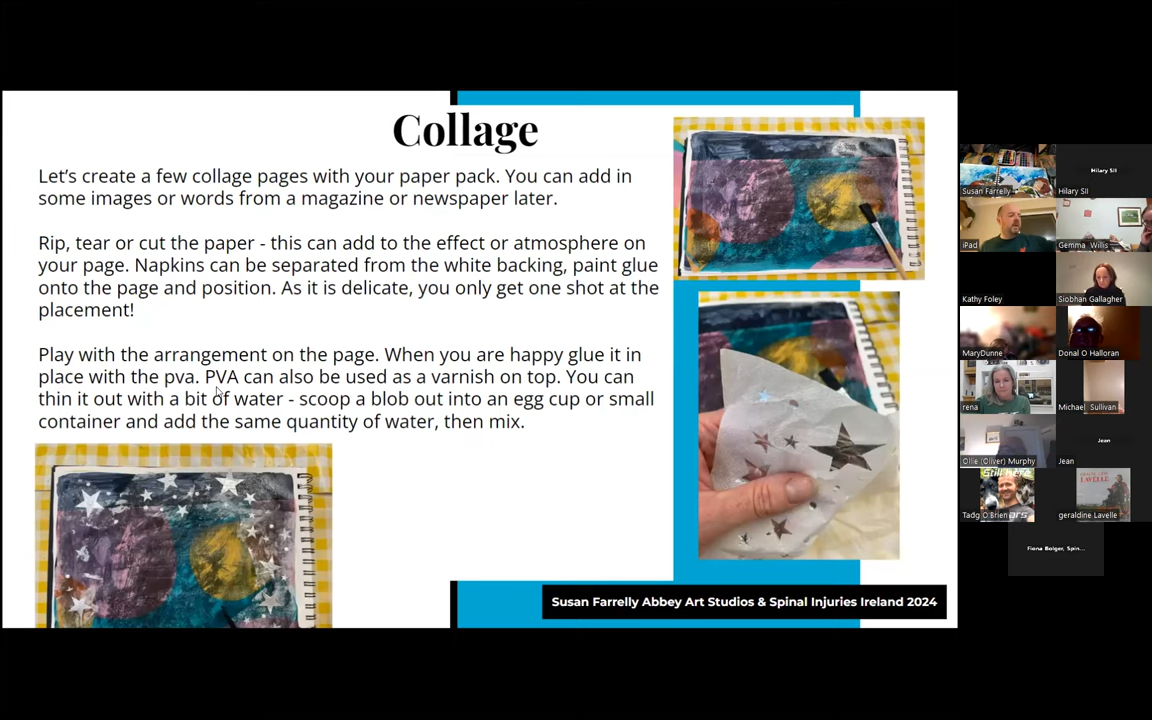 Collage
Let's create a few collage pages with your paper pack. You can add in
some images or words from a magazine or newspaper later.
Rip, tear or cut the paper - this can add to the effect or atmosphere on
your page. Napkins can be separated from the white backing, paint glue
onto the page and position. As it is delicate, you only get one shot at the
placement!
Play with the arrangement on the page. When you are happy glue it in
place with the pva. PVA can also be used as a varnish on top. You can
thin it out with a bit of water - scoop a blob out into an egg cup or small
container and add the same quantity of water, then mix.
Susan Farrelly Abbey Art Studios & Spinal Injuries Ireland 2024
Susan Farrelly
Hilary SII
Hilary SII
iPad
Gemma Willis
Kathy Foley
Siobhan Gallagher
MaryDunne
Donal O Halloran
rena
Michael Sullivan
Ollie (Oliver) Murphy
Jean
Jean
Still here
Tadg O Brien
LAVELLE
geraldine Lavelle
Fiona Bolger, Spin...